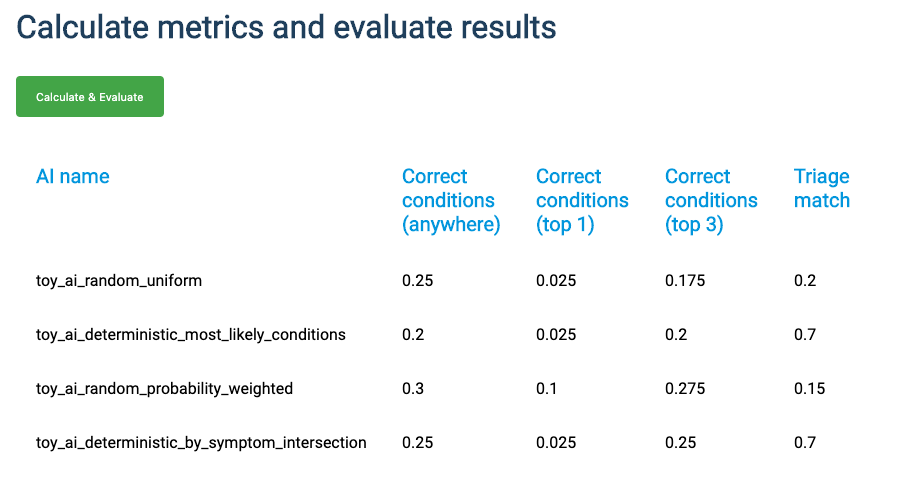 Calculate metrics and evaluate results
Calculate & Evaluate
AI name Correct conditions (anywhere) Correct conditions (top 1) Correct conditions (top 3) Triage match
toy_ai_random_uniform 0.25 0.025 0.175 0.2
toy_ai_deterministic_most_likely_conditions 0.2 0.025 0.2 0.7
toy_ai_random_probability_weighted 0.3 0.1 0.275 0.15
toy_ai_deterministic_by_symptom_intersection 0.25 0.025 0.25 0.7